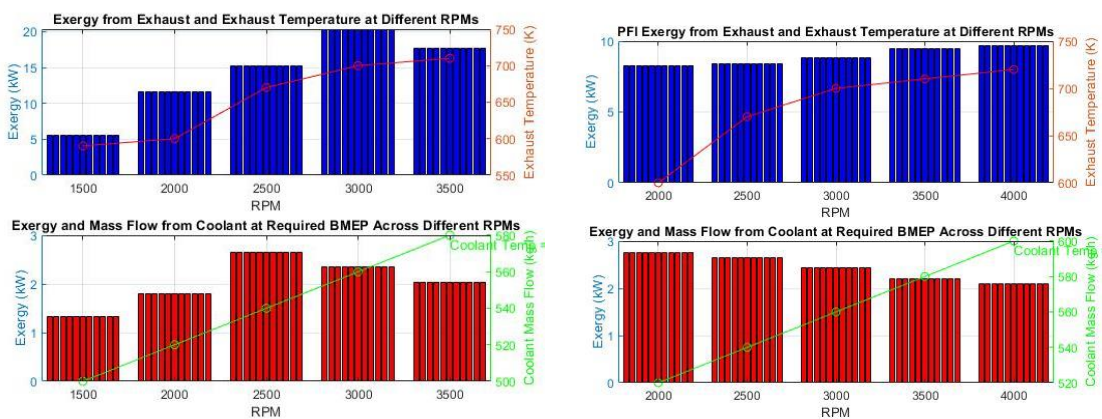 Exergy from Exhaust and Exhaust Temperature at Different RPMs
Exergy (kW)
20
15
10
5
0
750
700
650
600
550
Exhaust Temperature (K)
1500 2000 2500 3000 3500
RPM
PFI Exergy from Exhaust and Exhaust Temperature at Different RPMs
Exergy (kW)
10
5
0
750
700
650
600
Exhaust Temperature (K)
2000 2500 3000 3500 4000
RPM
Exergy and Mass Flow from Coolant at Required BMEP Across Different RPMs
Exergy (kW)
3
2
1
0
580
560
540
520
500
Coolant Temp =
Coolant Mass Flow (kg/h)
1500 2000 2500 3000 3500
RPM
Exergy and Mass Flow from Coolant at Required BMEP Across Different RPMs
Exergy (kW)
3
2
1
0
600
580
560
540
520
Coolant Temp
Coolant Mass Flow (kg/h)
2000 2500 3000 3500 4000
RPM